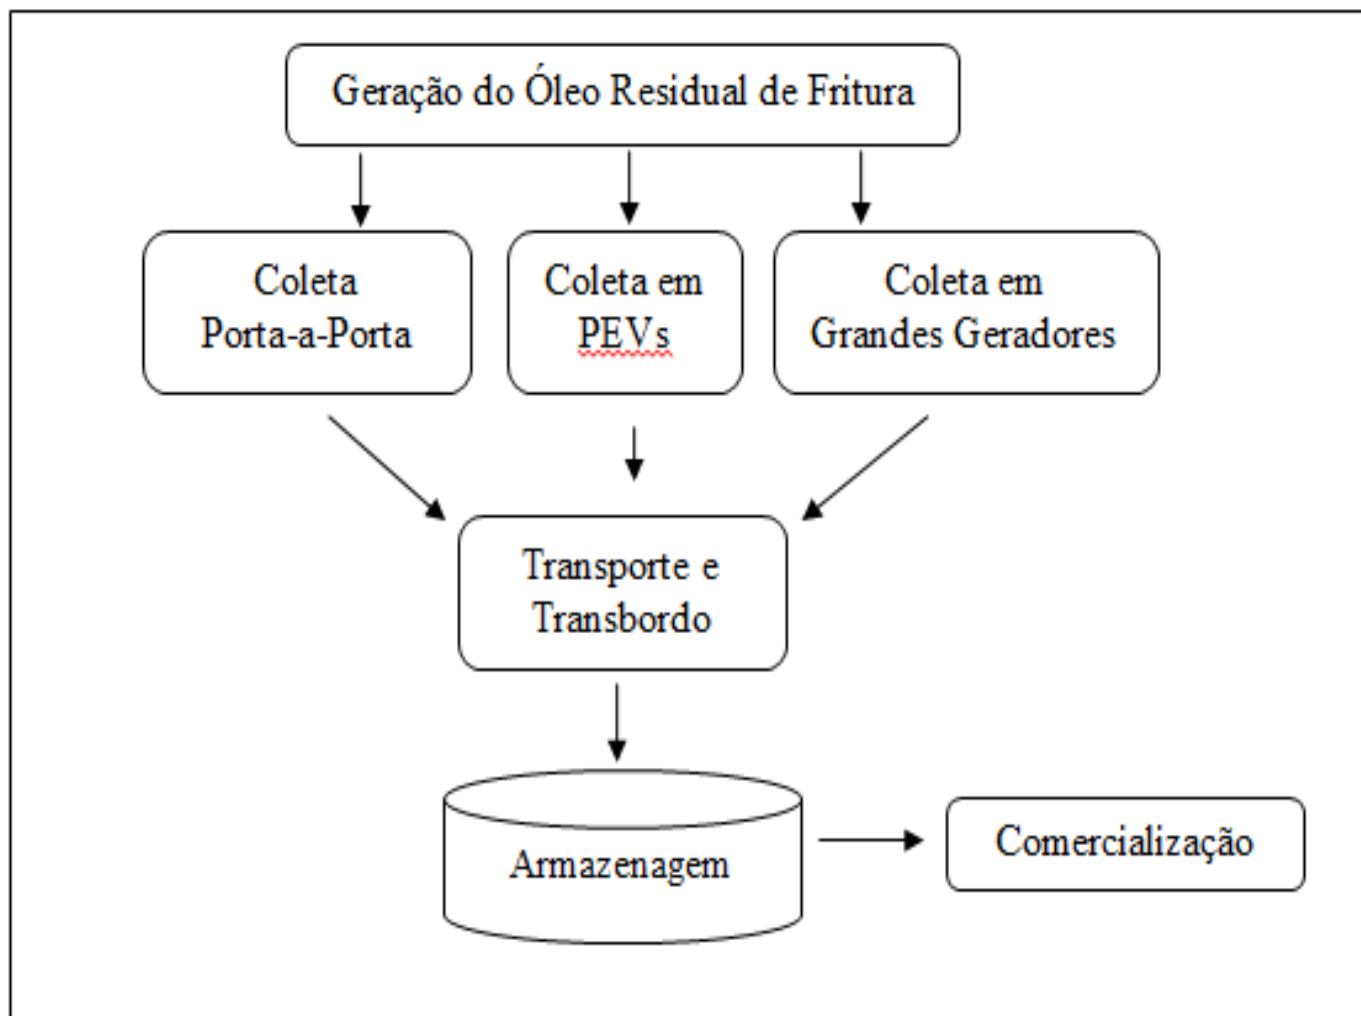 Geração do Óleo Residual de Fritura
Coleta
Porta-a-Porta
Coleta em
PEVs
Coleta em
Grandes Geradores
Transporte e
Transbordo
Armazenagem
Comercialização